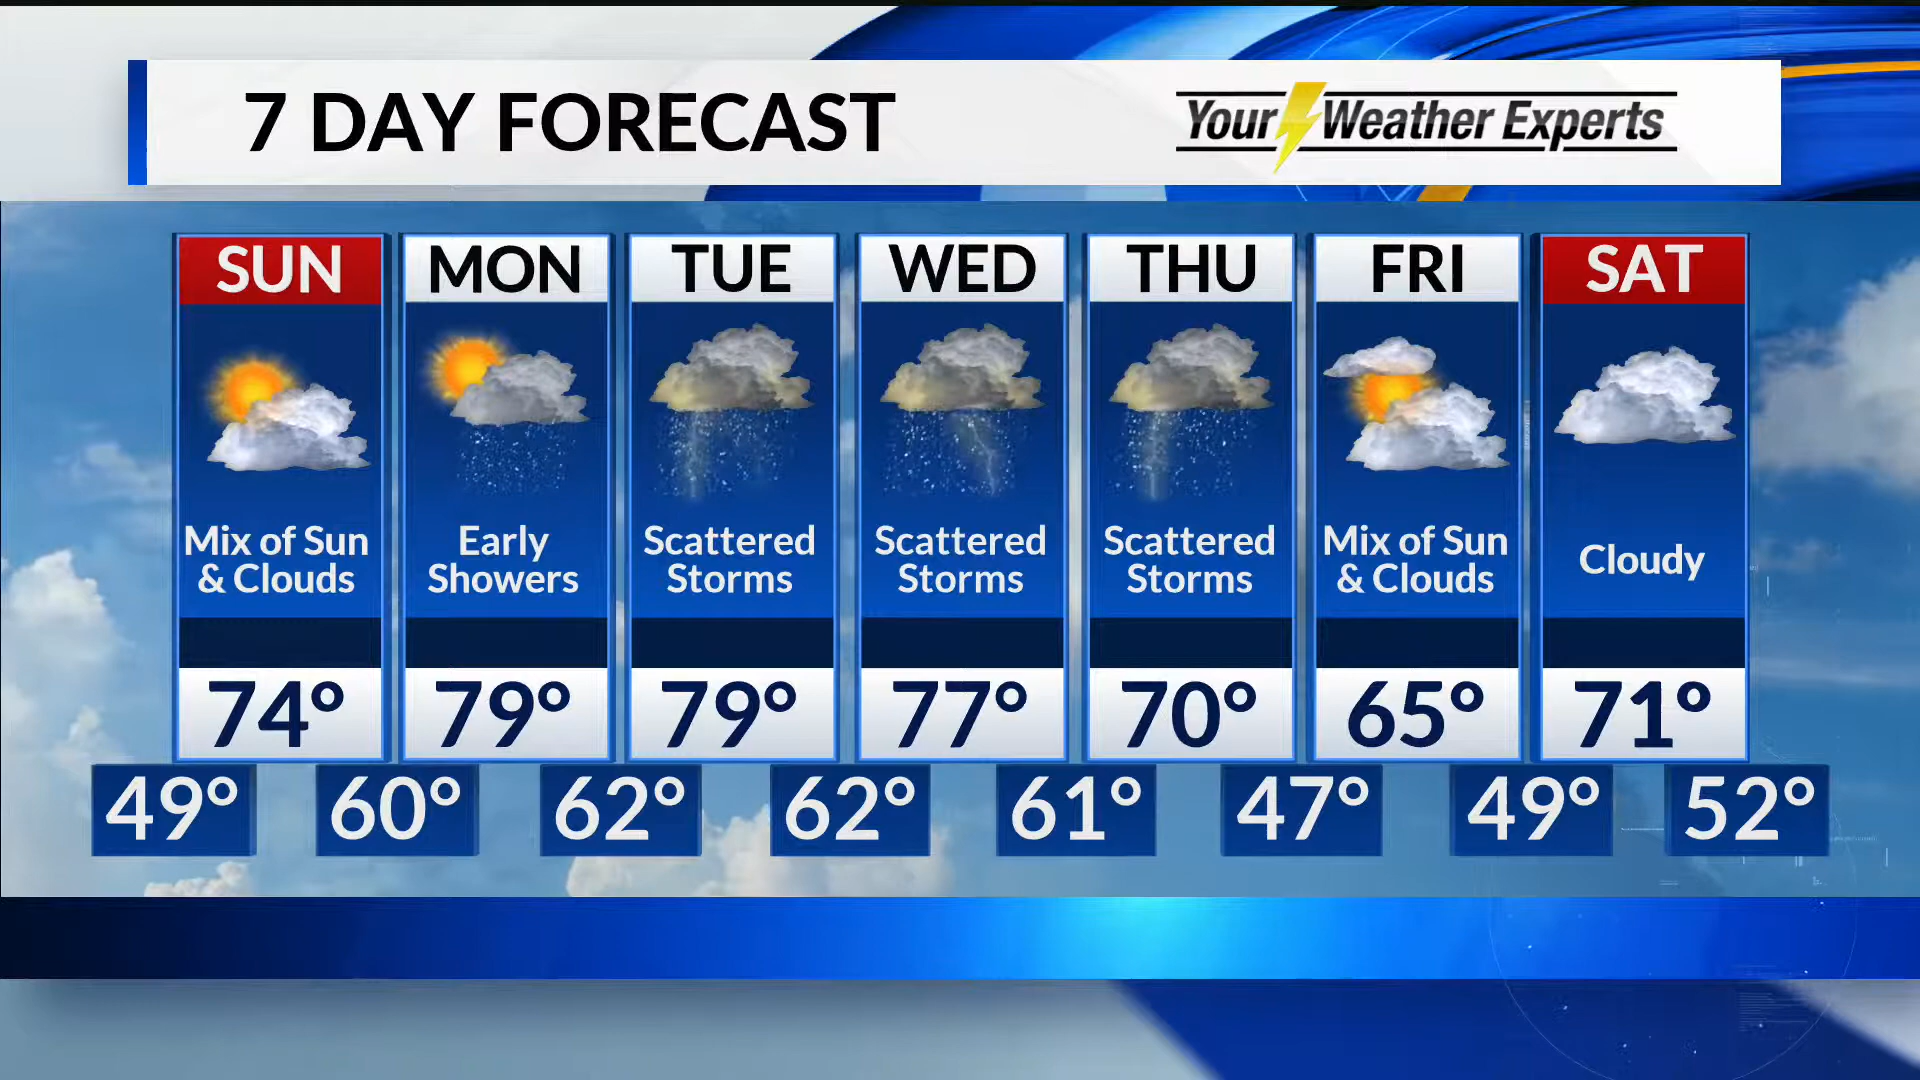 7 DAY FORECAST
Your Weather Experts
SUN MON TUE WED THU FRI SAT
Mix of Sun
& Clouds
Early
Showers
Scattered
Storms
Scattered
Storms
Scattered
Storms
Mix of Sun
& Clouds
Cloudy
74° 79° 79° 77° 70° 65° 71°
49° 60° 62° 62° 61° 47° 49° 52°